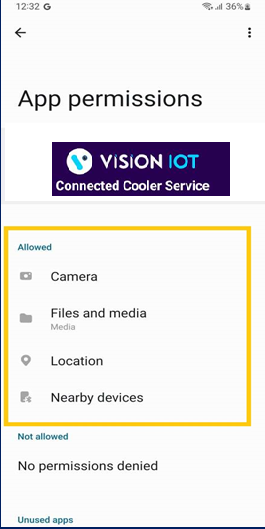 12:32 G 36%
App permissions
VISION IOT
Connected Cooler Service
Allowed
Camera
Files and media
Media
Location
Nearby devices
Not allowed
No permissions denied
Unused apps